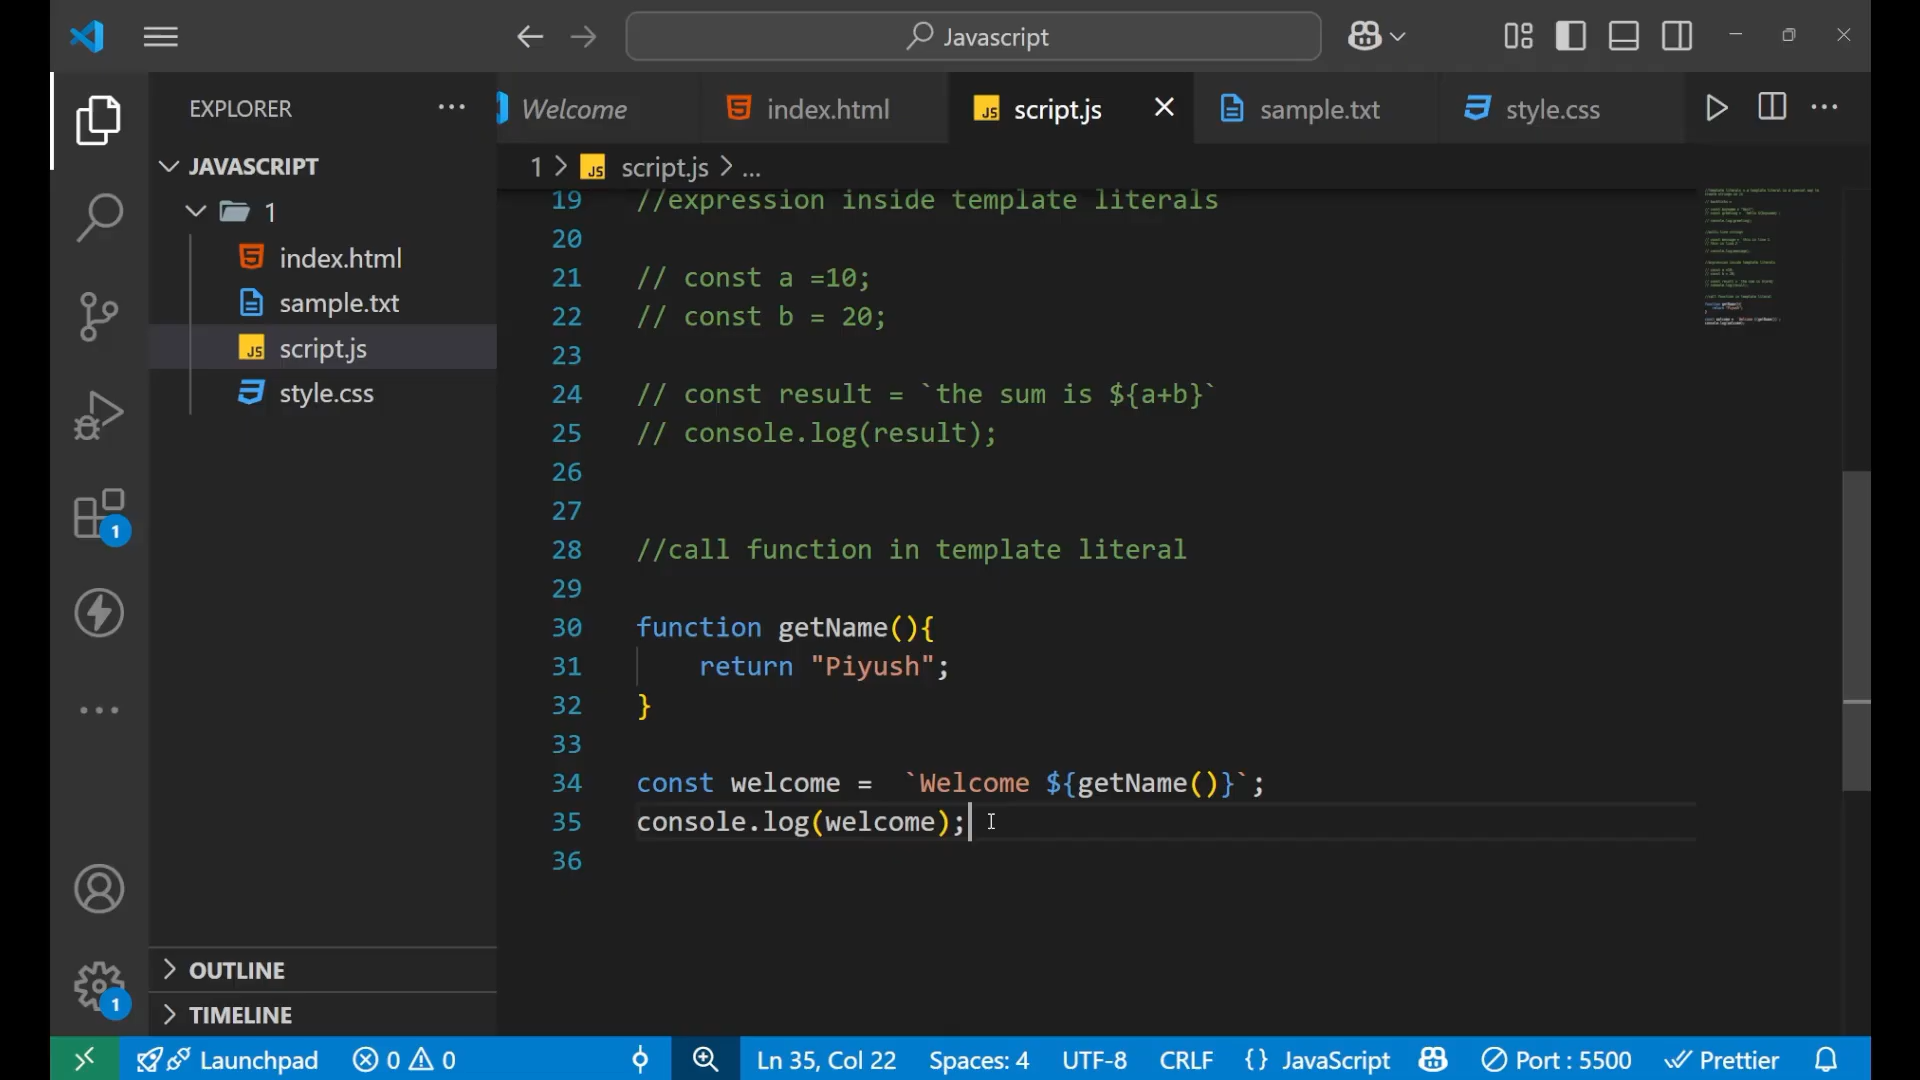 Javascript
EXPLORER
Welcome
index.html
script.js
sample.txt
style.css
JAVASCRIPT
1
index.html
sample.txt
script.js
style.css
OUTLINE
TIMELINE
1 > script.js > ...
19 //expression inside template literals
20
21 // const a =10;
22 // const b = 20;
23
24 // const result = `the sum is ${a+b}`
25 // console.log(result);
26
27
28 //call function in template literal
29
30 function getName(){
31 return "Piyush";
32 }
33
34 const welcome =  `Welcome ${getName()}`;
35 console.log(welcome);
36
1
1
Launchpad 0 0 Ln 35, Col 22 Spaces: 4 UTF-8 CRLF {} JavaScript Port : 5500 Prettier